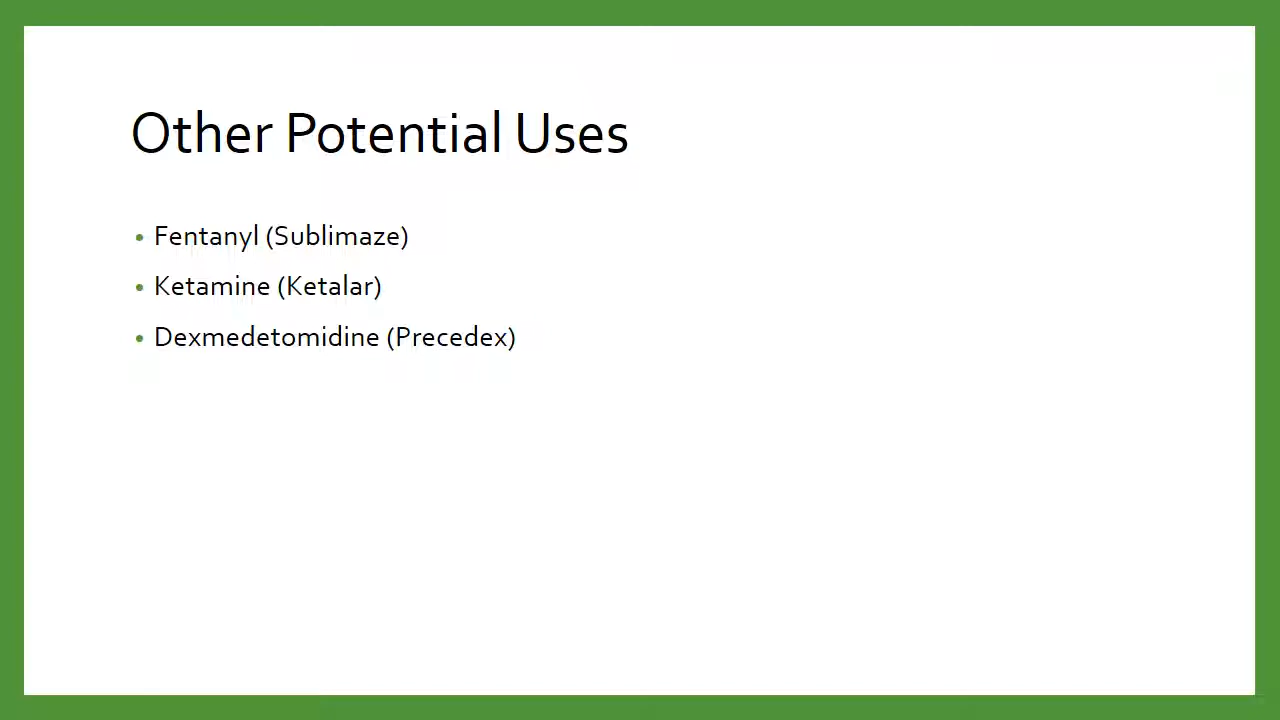 Other Potential Uses
• Fentanyl (Sublimaze)
• Ketamine (Ketalar)
• Dexmedetomidine (Precedex)